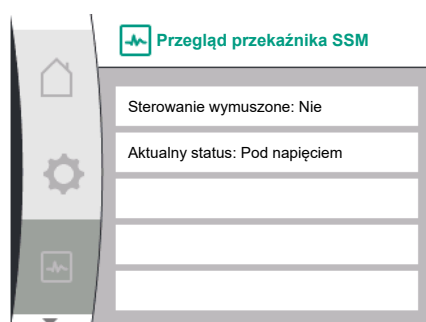 Przegląd przekaźnika SSM
Sterowanie wymuszone: Nie
Aktualny status: Pod napięciem